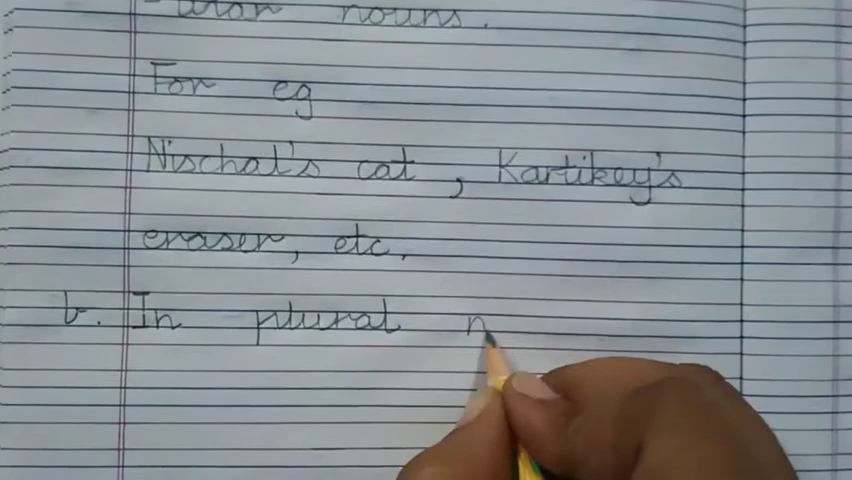 nouns.
For eg
Nischal's cat, Kartikey's
eraser, etc.
b. In plural n